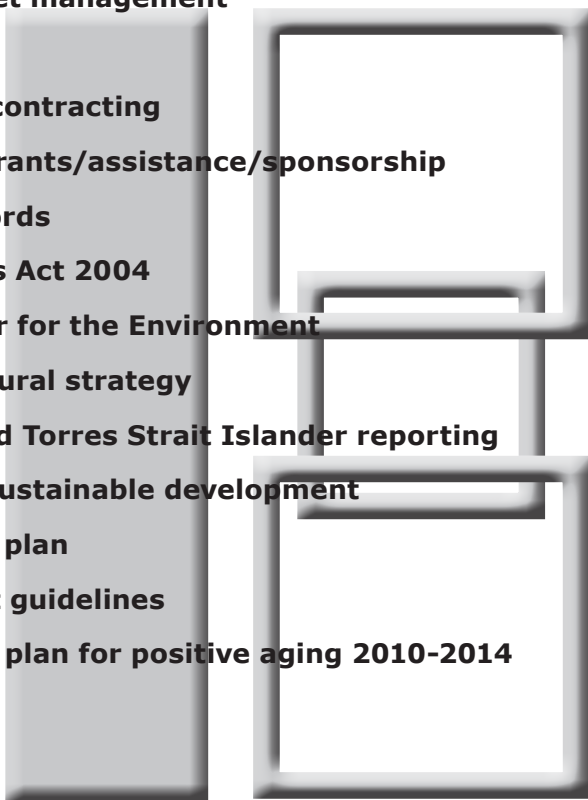 management
contracting
rants/assistance/sponsorship
rds
Act 2004
for the Environment
ural strategy
Torres Strait Islander reporting
ustainable development
plan
guidelines
plan for positive aging 2010-2014